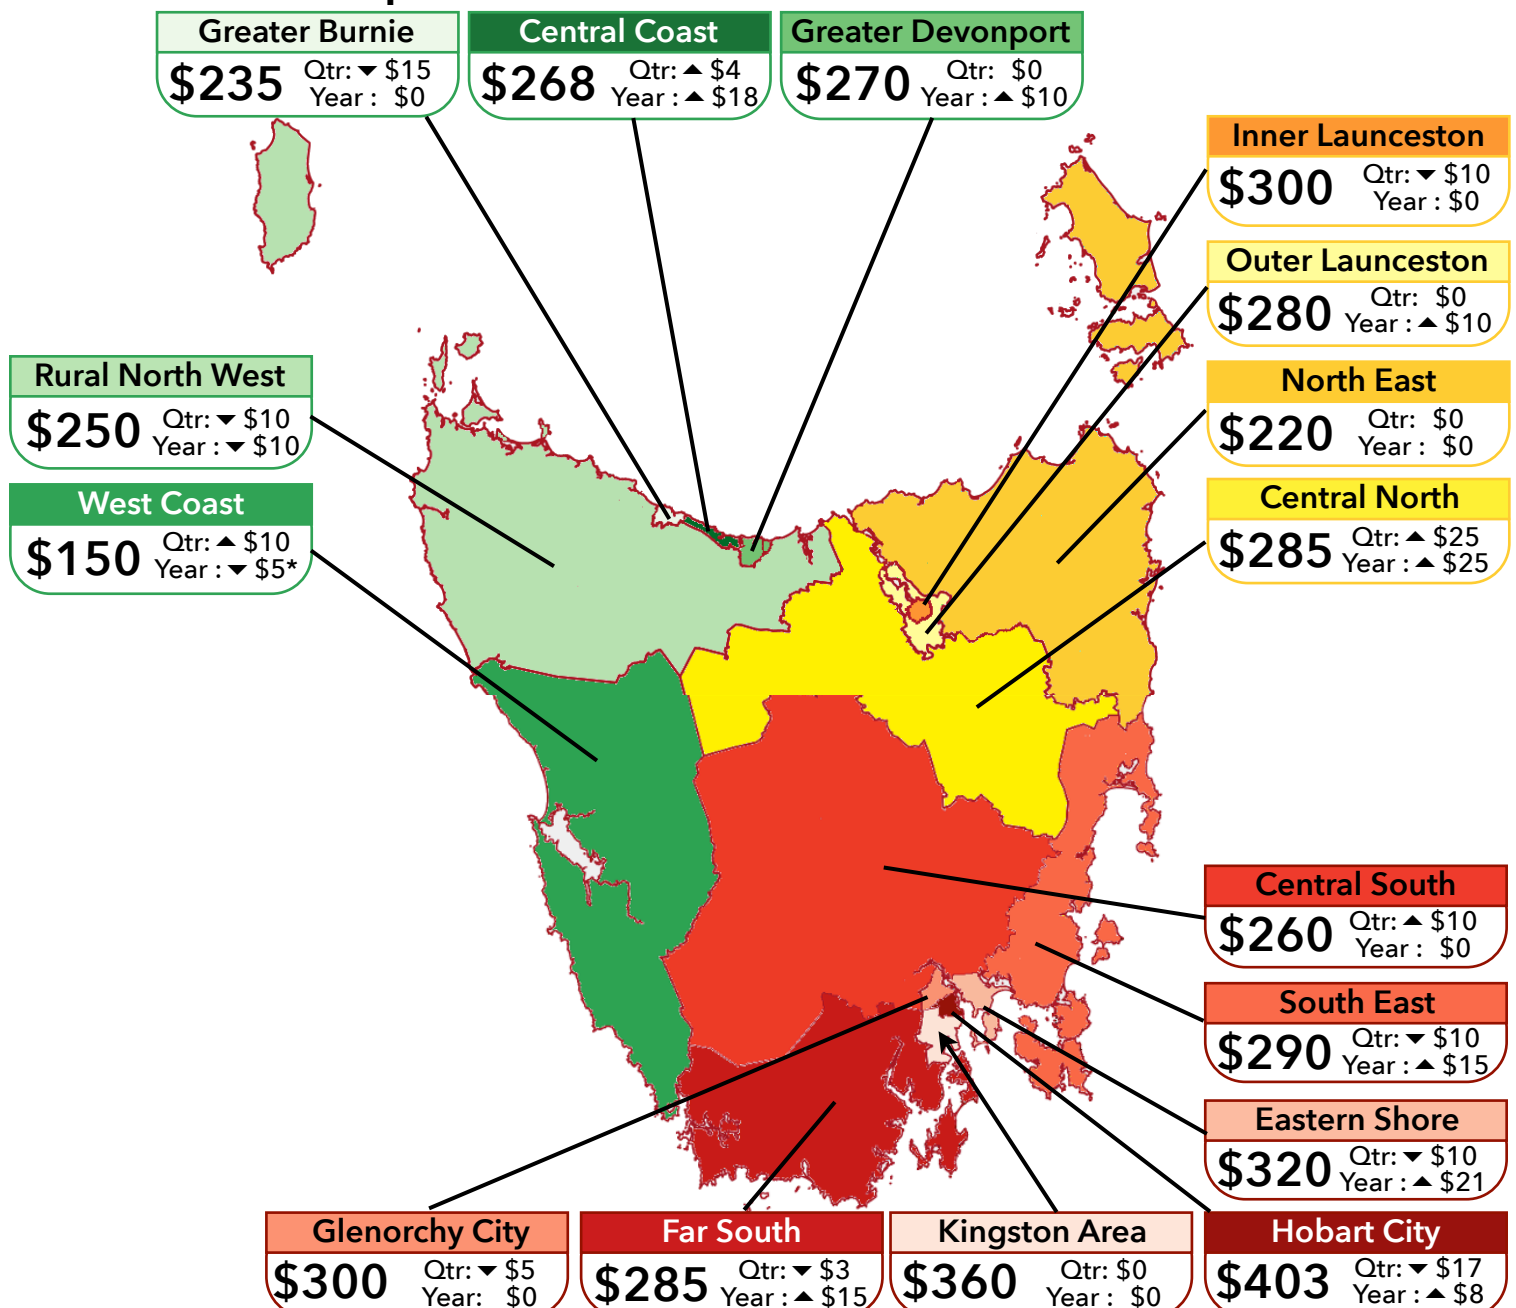 Greater Burnie
$235 Qtr: ▼ $15
Year : $0
Central Coast
$268 Qtr: ▲ $4
Year : ▲ $18
Greater Devonport
$270 Qtr: $0
Year : ▲ $10
Inner Launceston
$300 Qtr: ▼ $10
Year : $0
Outer Launceston
$280 Qtr: $0
Year : ▲ $10
Rural North West
$250 Qtr: ▼ $10
Year : ▼ $10
North East
$220 Qtr: $0
Year : $0
West Coast
$150 Qtr: ▲ $10
Year : ▼ $5*
Central North
$285 Qtr: ▲ $25
Year : ▲ $25
Central South
$260 Qtr: ▲ $10
Year : $0
South East
$290 Qtr: ▼ $10
Year : ▲ $15
Eastern Shore
$320 Qtr: ▼ $10
Year : ▲ $21
Glenorchy City
$300 Qtr: ▼ $5
Year: $0
Far South
$285 Qtr: ▼ $3
Year : ▲ $15
Kingston Area
$360 Qtr: $0
Year : $0
Hobart City
$403 Qtr: ▼ $17
Year : ▲ $8